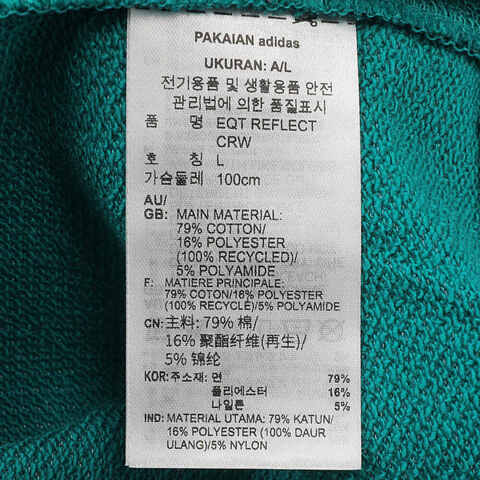 PAKAIAN adidas
UKURAN: A/L
전기용품 및 생활용품 안전
관리법에 의한 품질표시
품 명 EQT REFLECT
CRW
호 칭 L
가슴둘레 100cm
AU/
GB: MAIN MATERIAL:
79% COTTON/
16% POLYESTER
(100% RECYCLED)/
5% POLYAMIDE
F: MATIERE PRINCIPALE:
79% COTON/16% POLYESTER
(100% RECYCLE)/5% POLYAMIDE
CN: 主料: 79% 棉/
16% 聚酯纤维(再生)/
5% 锦纶
KOR: 주소재: 면 79%
폴리에스터 16%
나일론 5%
IND: MATERIAL UTAMA: 79% KATUN/
16% POLYESTER (100% DAUR
ULANG)/5% NYLON